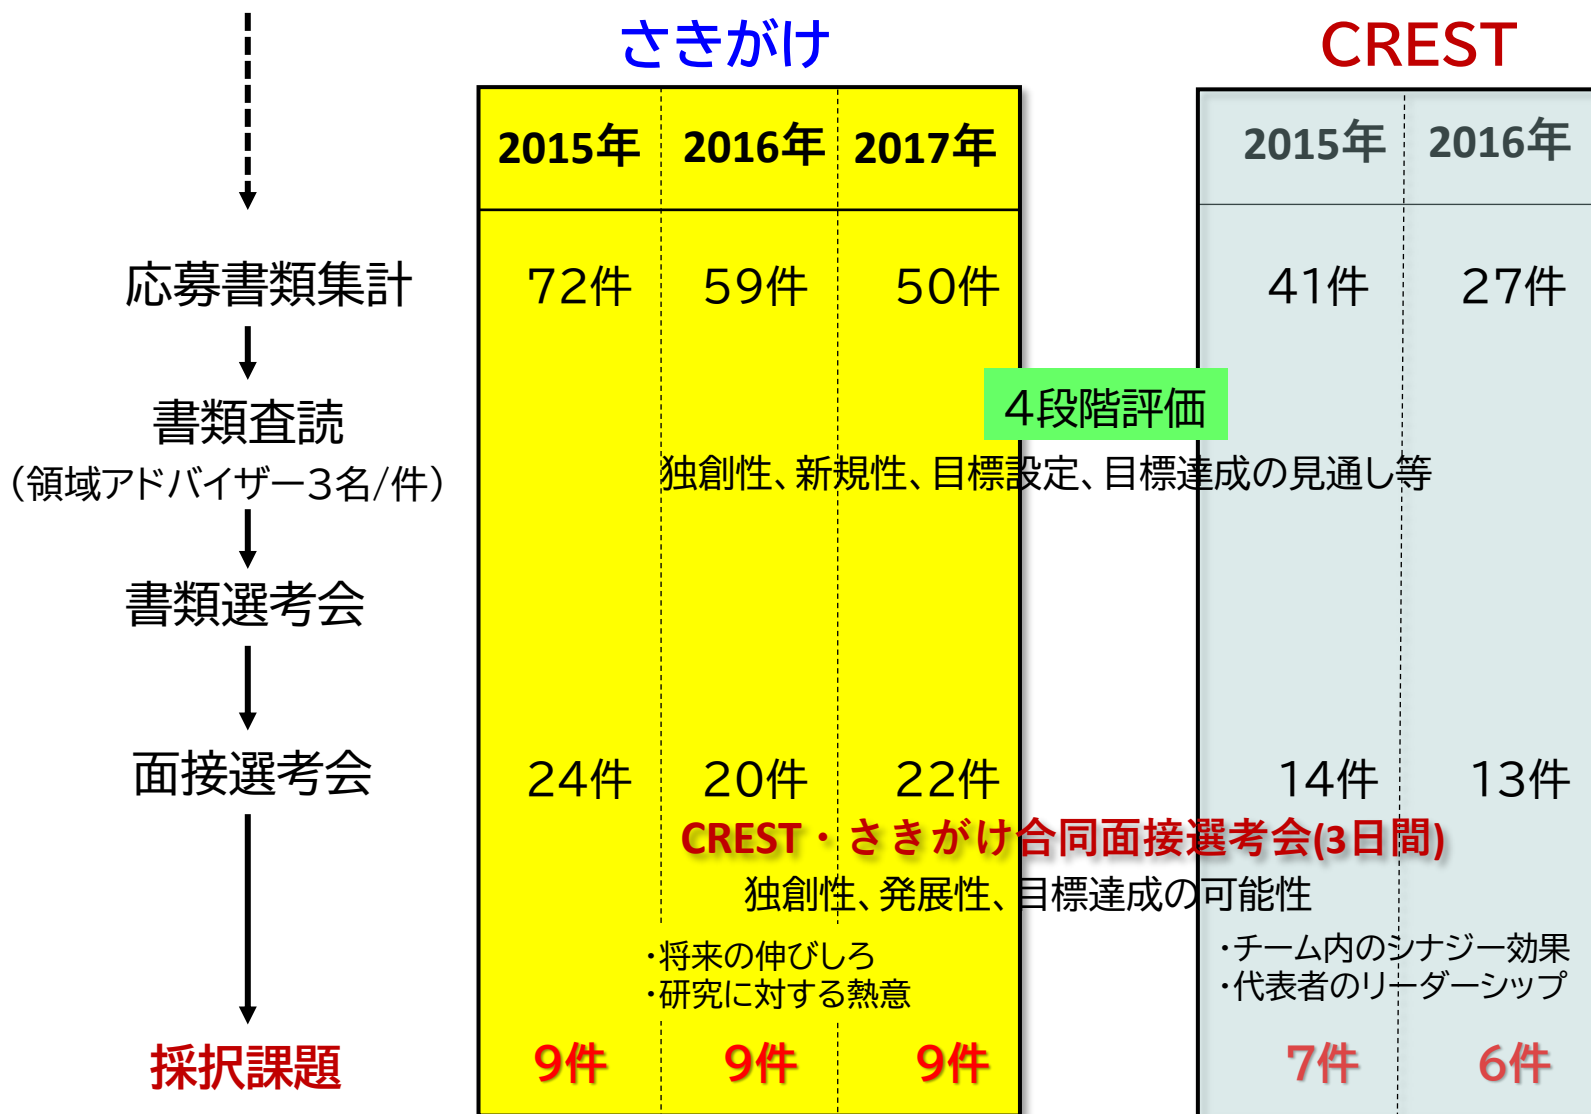 さきがけ
CREST
2015年 2016年 2017年
2015年 2016年
応募書類集計
72件 59件 50件
41件 27件
4段階評価
書類査読
（領域アドバイザー3名/件）
独創性、新規性、目標設定、目標達成の見通し等
書類選考会
面接選考会
24件 20件 22件
14件 13件
CREST・さきがけ合同面接選考会(3日間)
独創性、発展性、目標達成の可能性
・将来の伸びしろ
・研究に対する熱意
・チーム内のシナジー効果
・代表者のリーダーシップ
採択課題
9件 9件 9件
7件 6件